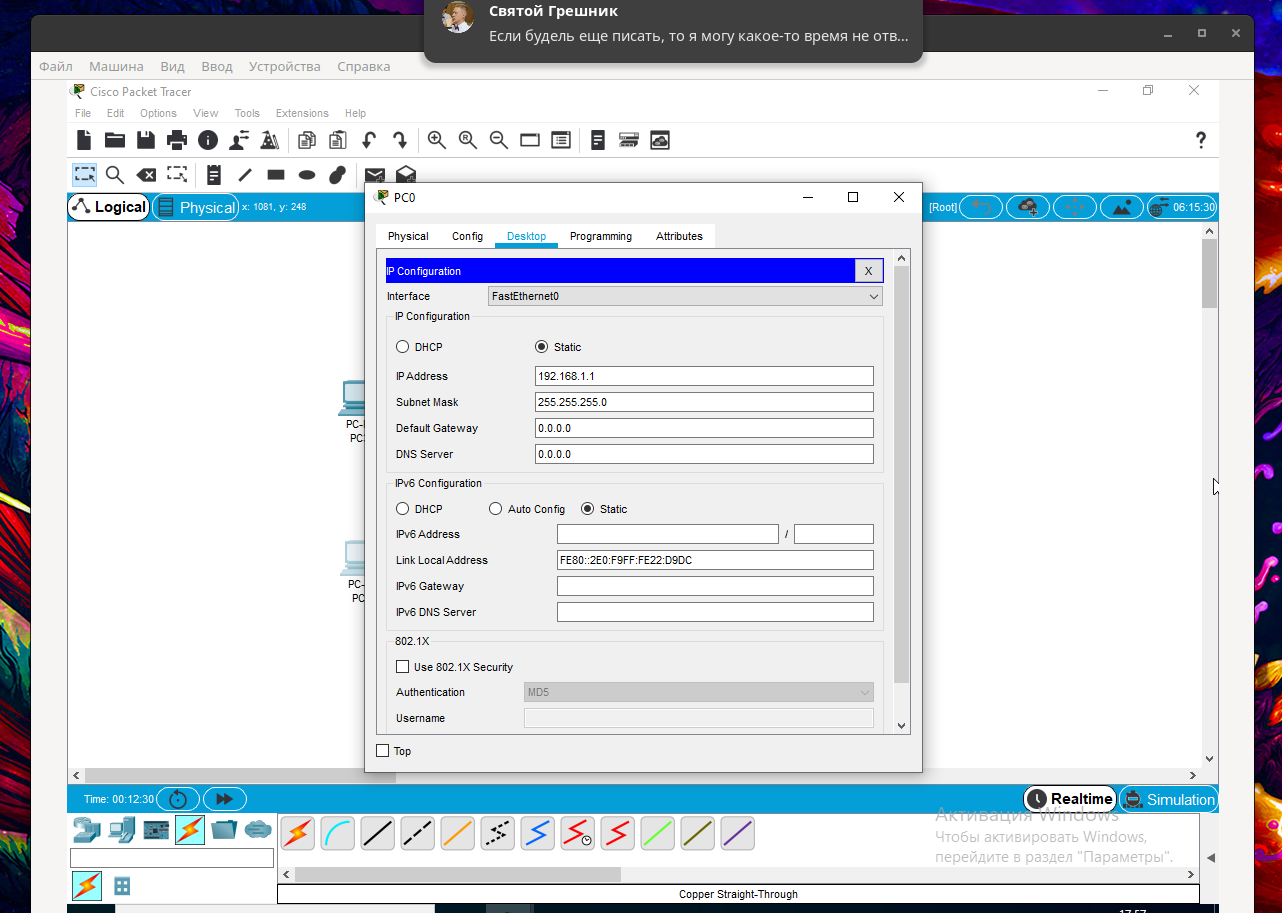 Святой Грешник
Если будель еще писать, то я могу какое-то время не отв...
Файл Машина Вид Ввод Устройства Справка
Cisco Packet Tracer
File Edit Options View Tools Extensions Help
Logical Physical x: 1081, y: 248 [Root] 06:15:30
PC0
Physical Config Desktop Programming Attributes
IP Configuration X
Interface FastEthernet0
IP Configuration
DHCP Static
IP Address 192.168.1.1
Subnet Mask 255.255.255.0
Default Gateway 0.0.0.0
DNS Server 0.0.0.0
IPv6 Configuration
DHCP Auto Config Static
IPv6 Address /
Link Local Address FE80::2E0:F9FF:FE22:D9DC
IPv6 Gateway
IPv6 DNS Server
802.1X
Use 802.1X Security
Authentication MD5
Username
Top
Time: 00:12:30 Realtime Simulation
Активация Windows
Чтобы активировать Windows,
перейдите в раздел "Параметры".
Copper Straight-Through